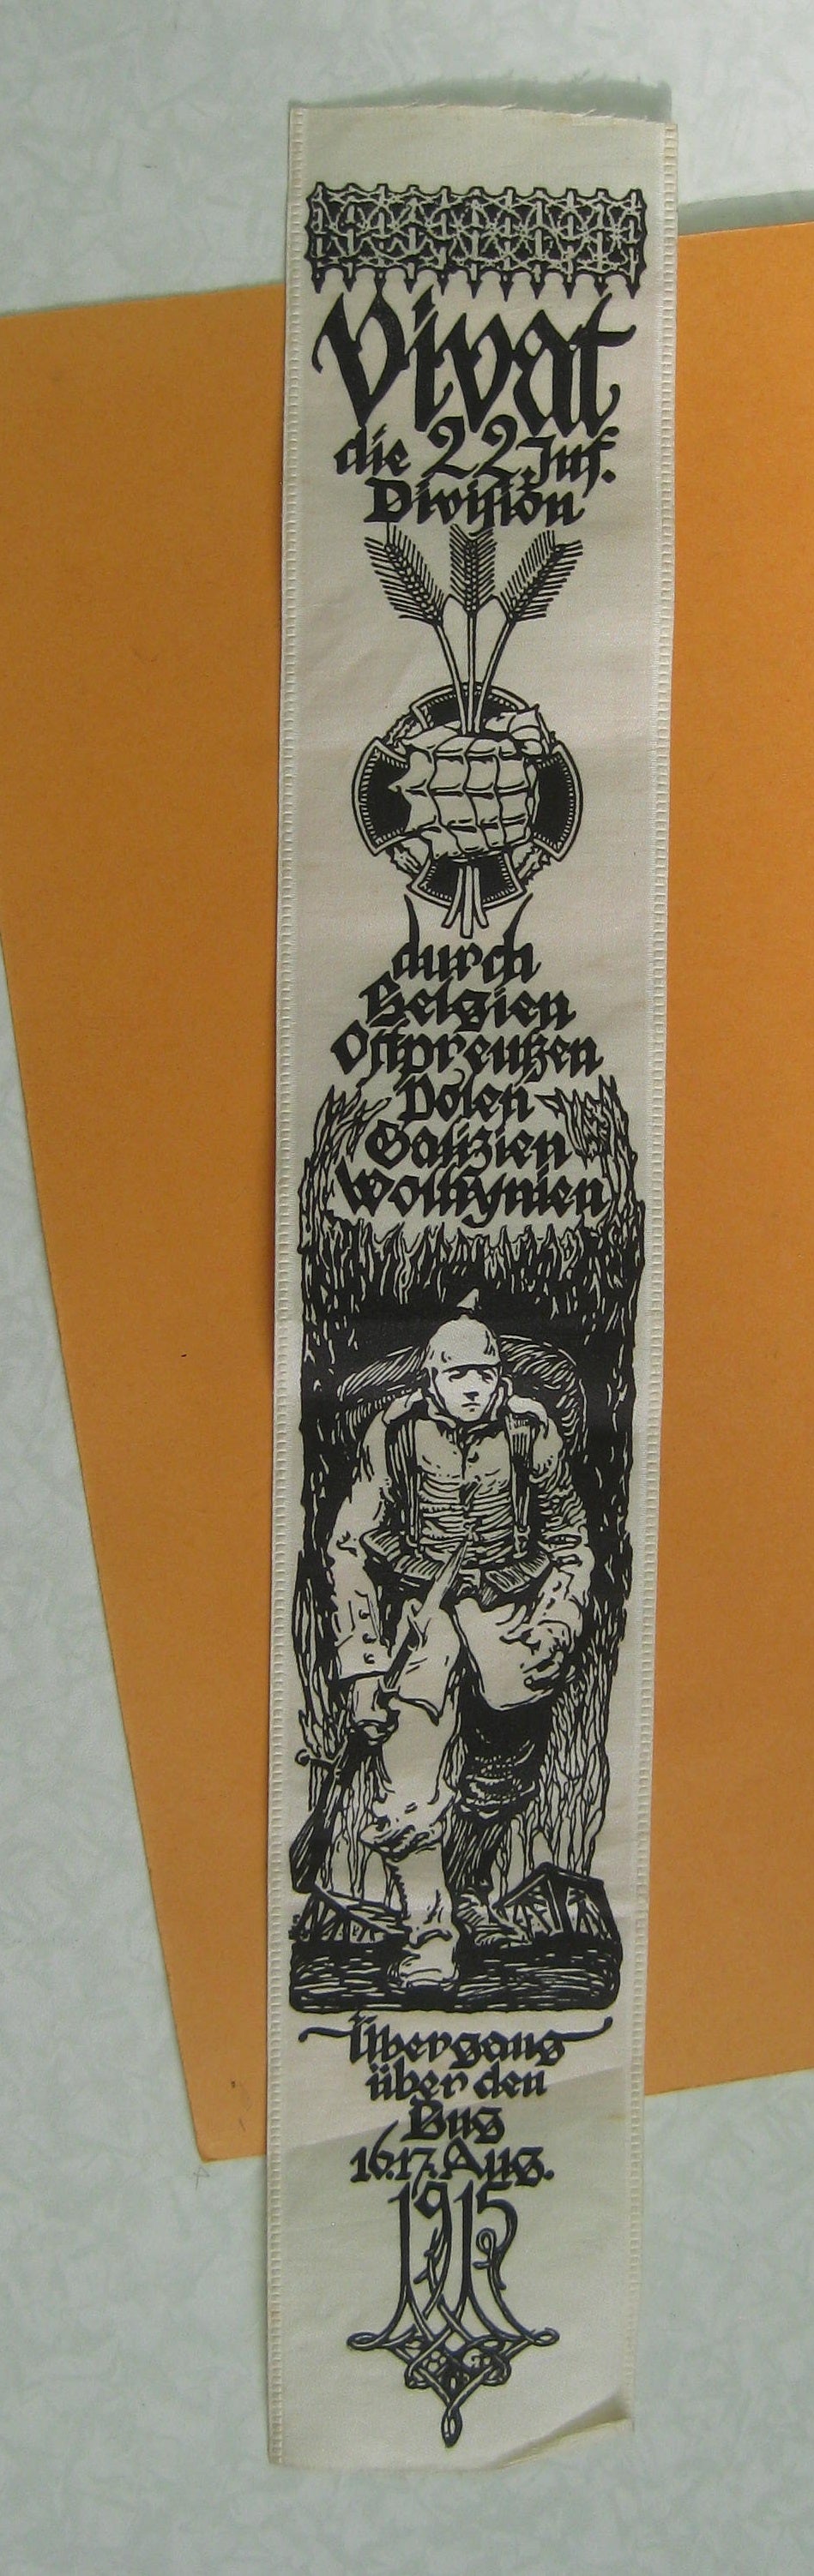 Vivat
die 22 Inf.
Division
durch
Belgien
Ostpreußen
Polen
Galizien
Wolhynien
Übergang
über den
Bug
16.17. Aug.
1915